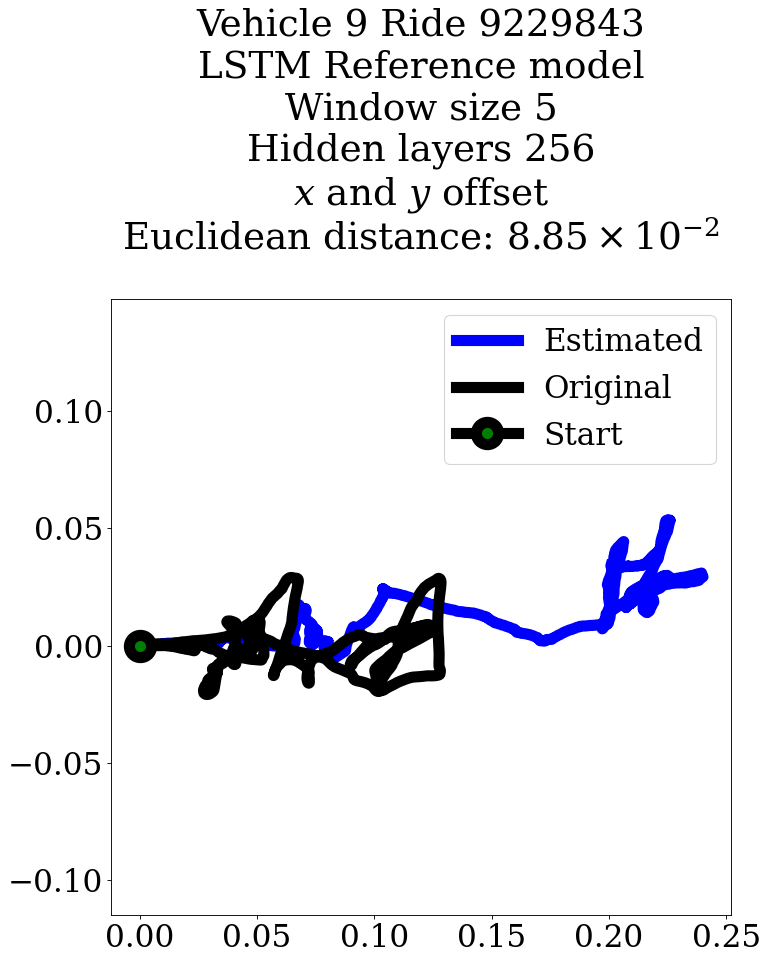 Vehicle 9 Ride 9229843
LSTM Reference model
Window size 5
Hidden layers 256
x and y offset
Euclidean distance: 8.85 × 10⁻²
Estimated
Original
Start
0.10
0.05
0.00
−0.05
−0.10
0.00 0.05 0.10 0.15 0.20 0.25